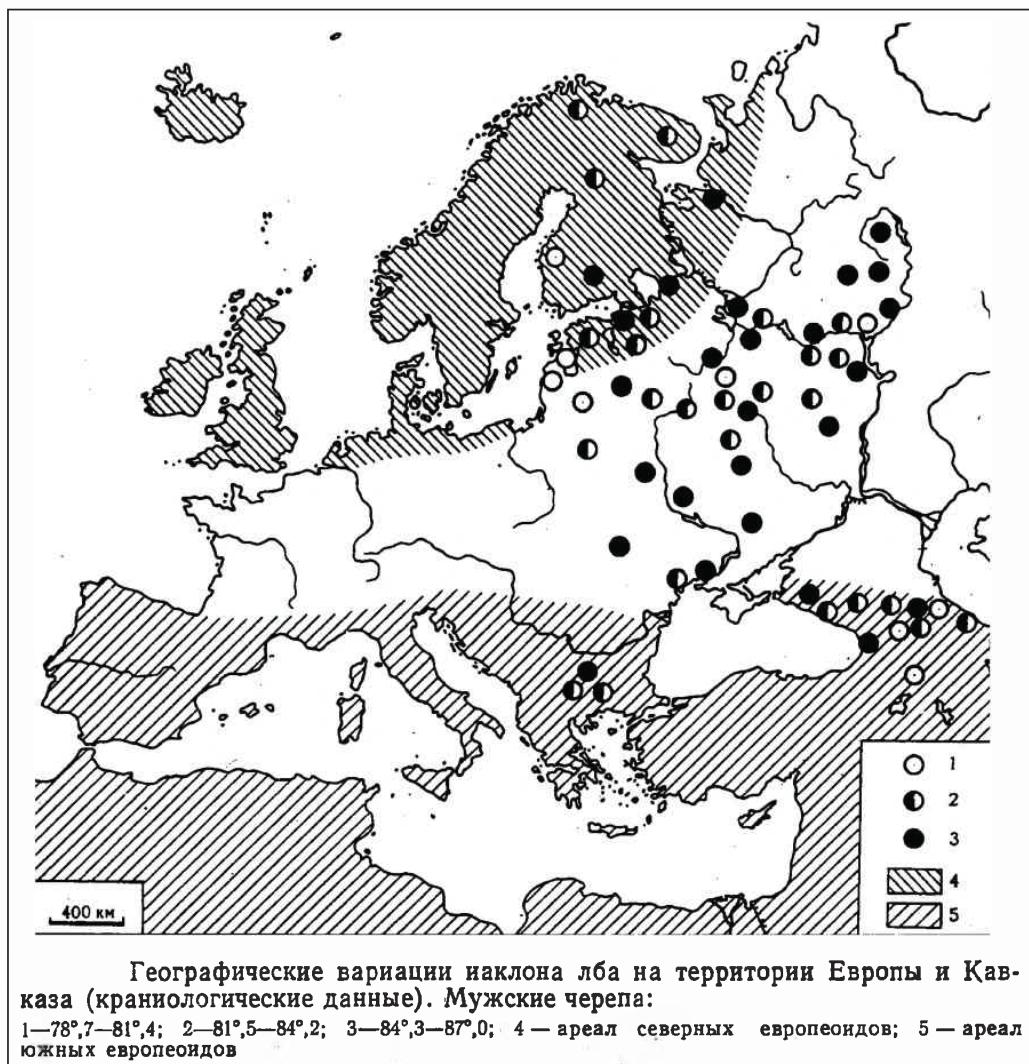 1
2
3
4
5
400 км
Географические вариации иаклона лба на территории Европы и Кав-
каза (краниологические данные). Мужские черепа:
1—78°,7—81°,4; 2—81°,5—84°,2; 3—84°,3—87°,0; 4 — ареал северных европеоидов; 5 — ареал
южных европеоидов